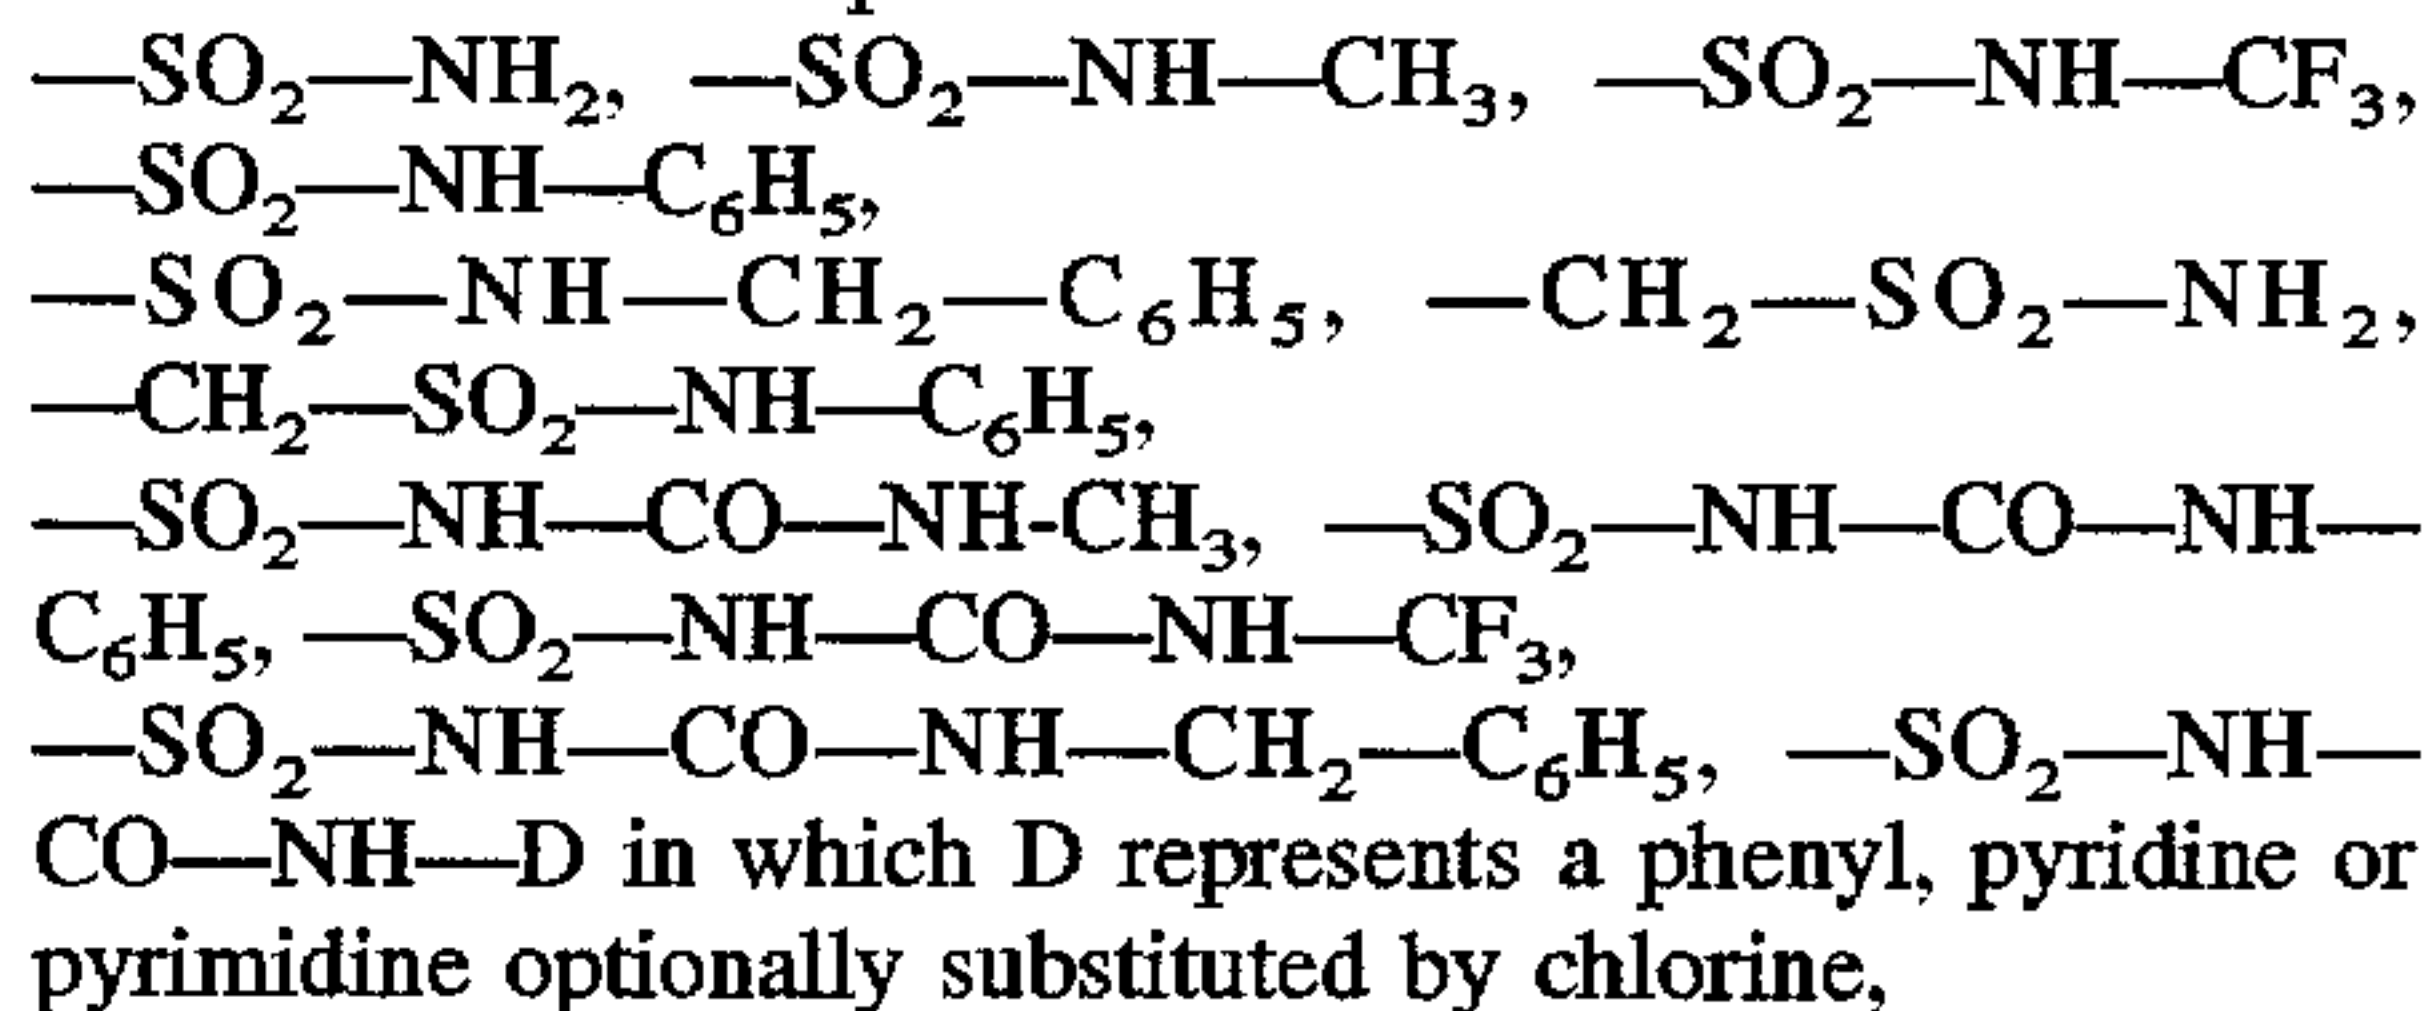 —SO₂—NH₂, —SO₂—NH—CH₃, —SO₂—NH—CF₃,
—SO₂—NH—C₆H₅,
—SO₂—NH—CH₂—C₆H₅, —CH₂—SO₂—NH₂,
—CH₂—SO₂—NH—C₆H₅,
—SO₂—NH—CO—NH-CH₃, —SO₂—NH—CO—NH—
C₆H₅, —SO₂—NH—CO—NH—CF₃,
—SO₂—NH—CO—NH—CH₂—C₆H₅, —SO₂—NH—
CO—NH—D in which D represents a phenyl, pyridine or
pyrimidine optionally substituted by chlorine,